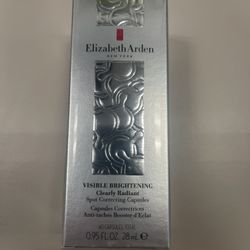 Elizabeth Arden
NEW YORK
VISIBLE BRIGHTENING
Clearly Radiant
Spot Correcting Capsules
Capsules Correctrices
Anti-taches Booster d'Éclat
0.95 FL. OZ. 28 mL ℮